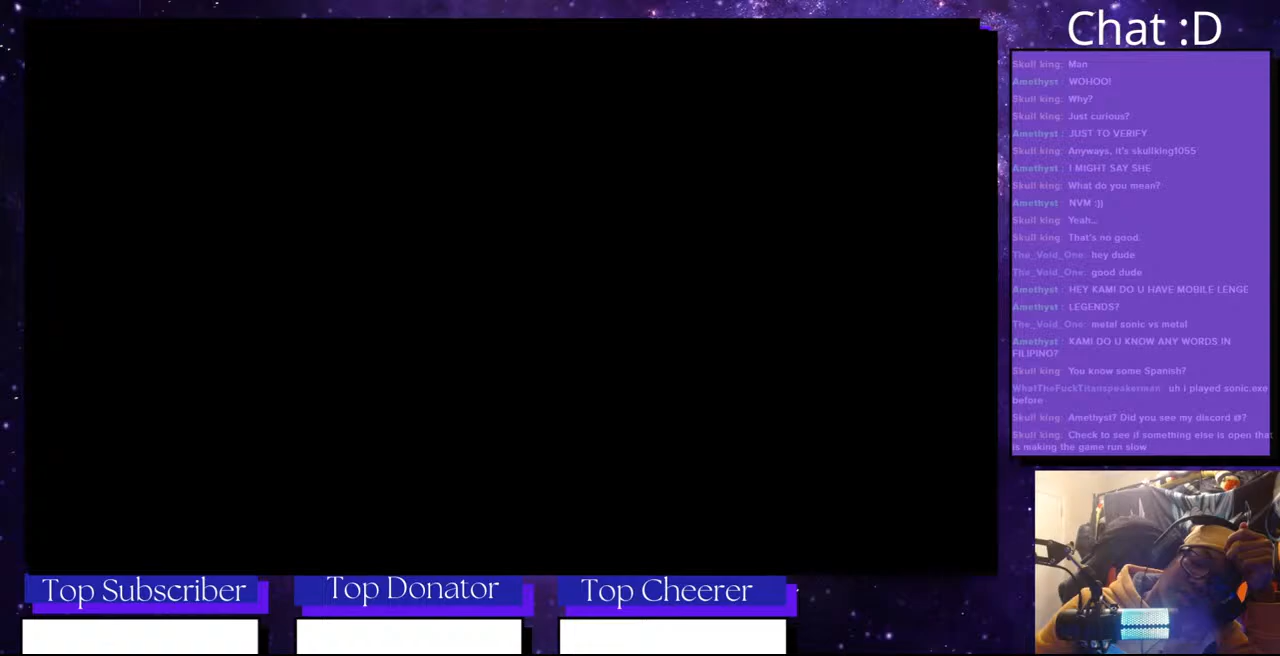 Chat :D
Skull king: Man
Amethyst : WOHOO!
Skull king: Why?
Skull king: Just curious?
Amethyst : JUST TO VERIFY
Skull king: Anyways, it's skullking1055
Amethyst : I MIGHT SAY SHE
Skull king: What do you mean?
Amethyst : NVM :))
Skull king: Yeah...
Skull king: That's no good.
The_Void_One: hey dude
The_Void_One: good dude
Amethyst : HEY KAMI DO U HAVE MOBILE LENGE
Amethyst : LEGENDS?
The_Void_One: metal sonic vs metal
Amethyst : KAMI DO U KNOW ANY WORDS IN
FILIPINO?
Skull king: You know some Spanish?
WhatTheFuckTitanspeakerman uh i played sonic.exe
before
Skull king: Amethyst? Did you see my discord @?
Skull king: Check to see if something else is open that
is making the game run slow
Top Subscriber
Top Donator
Top Cheerer